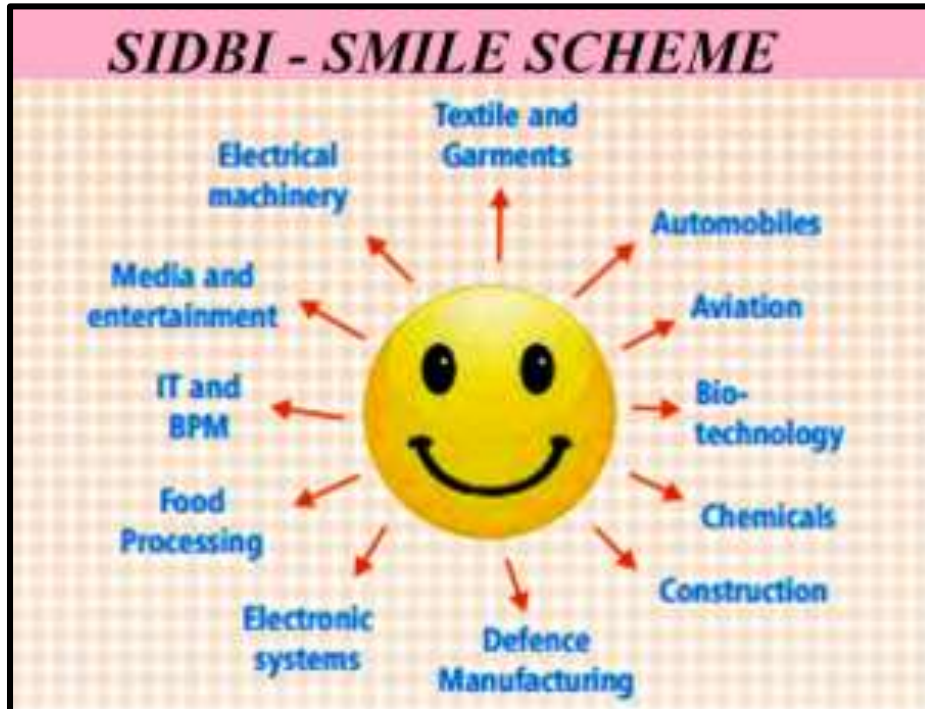 SIDBI - SMILE SCHEME
Textile and
Garments
Automobiles
Aviation
Bio-
technology
Chemicals
Construction
Defence
Manufacturing
Electronic
systems
Food
Processing
IT and
BPM
Media and
entertainment
Electrical
machinery